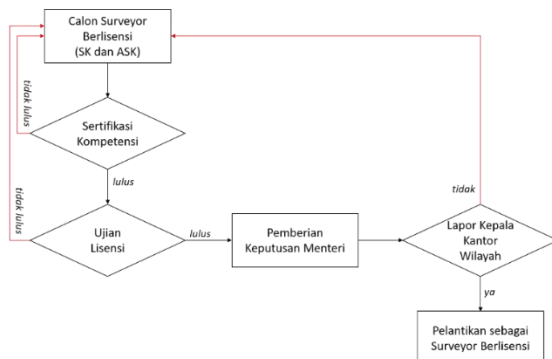 Calon Surveyor
Berlisensi
(SK dan ASK)
tidak lulus
Sertifikasi
Kompetensi
lulus
tidak lulus
Ujian
Lisensi
lulus
Pemberian
Keputusan Menteri
tidak
Lapor Kepala
Kantor
Wilayah
ya
Pelantikan sebagai
Surveyor Berlisensi